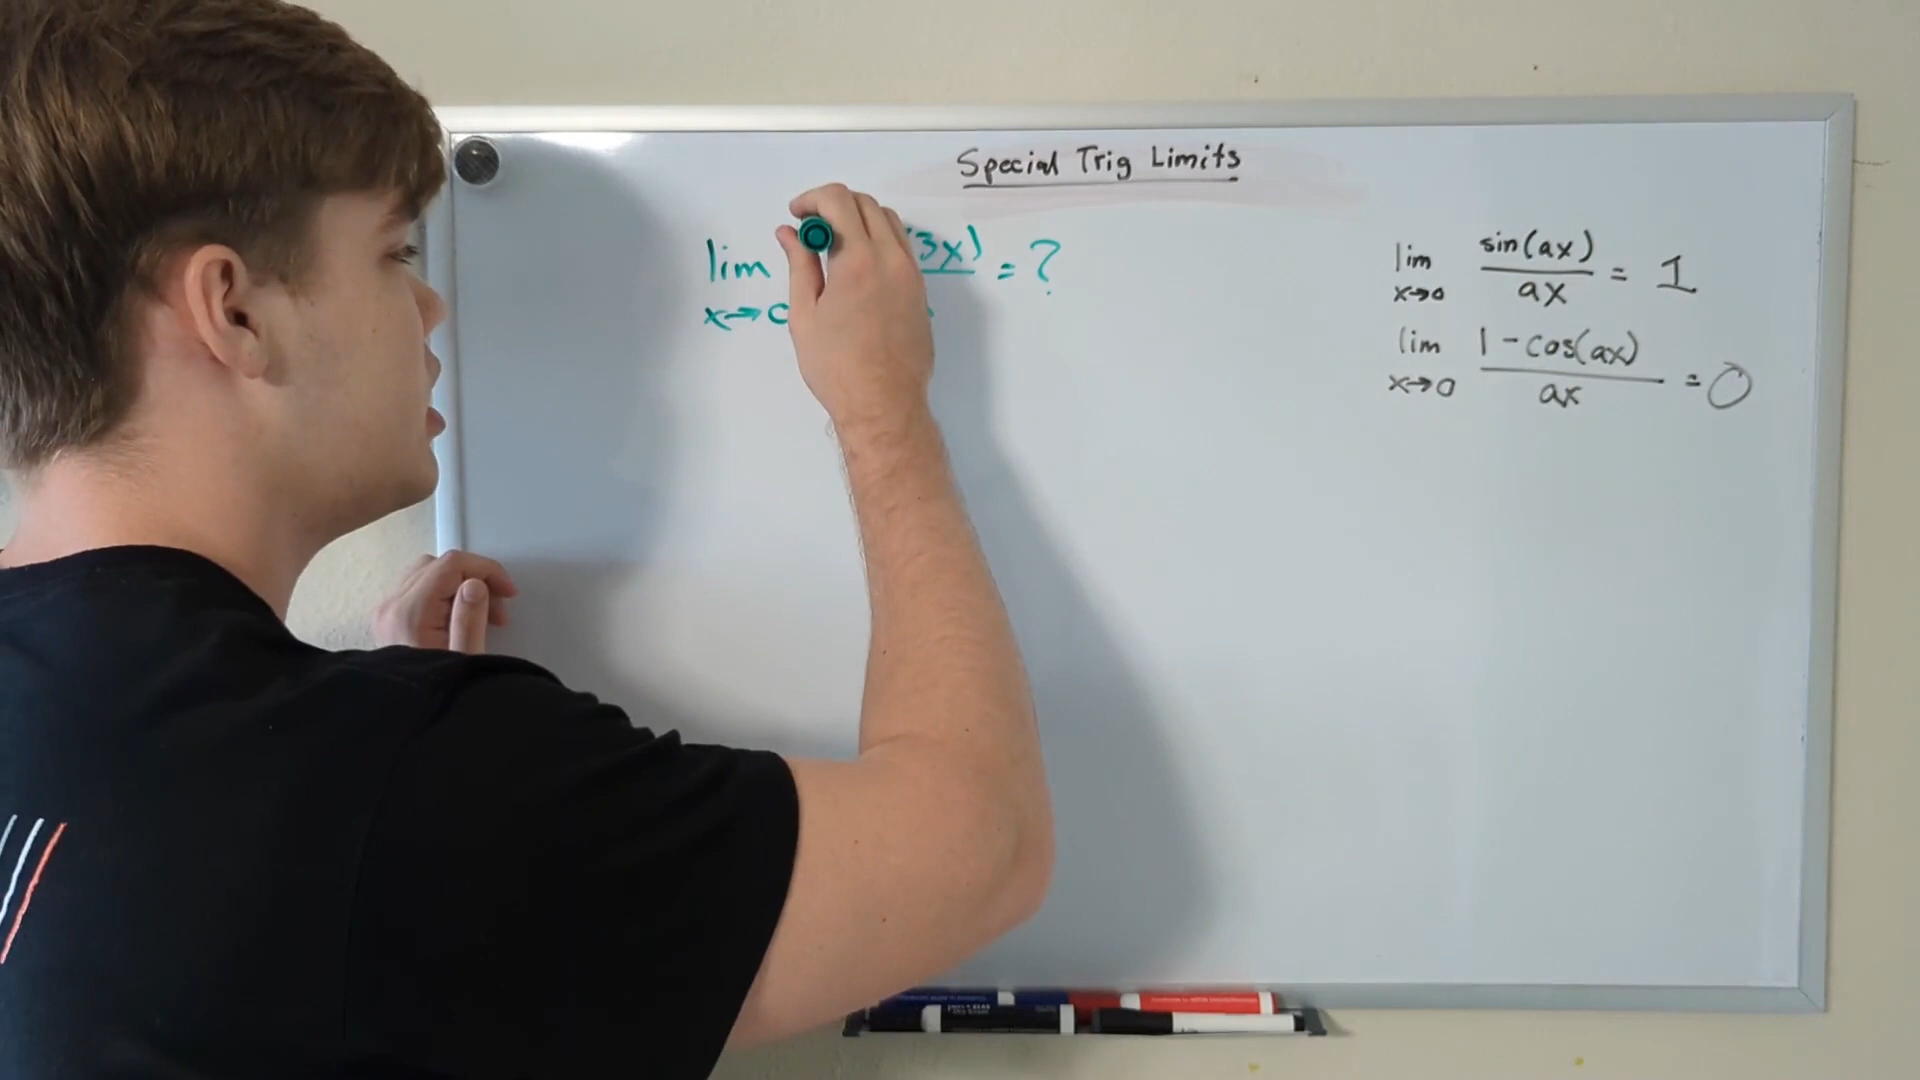 Special Trig Limits
lim (3x) = ?
x→0
lim sin(ax) / ax = 1
x→0
lim 1 - cos(ax) / ax = 0
x→0